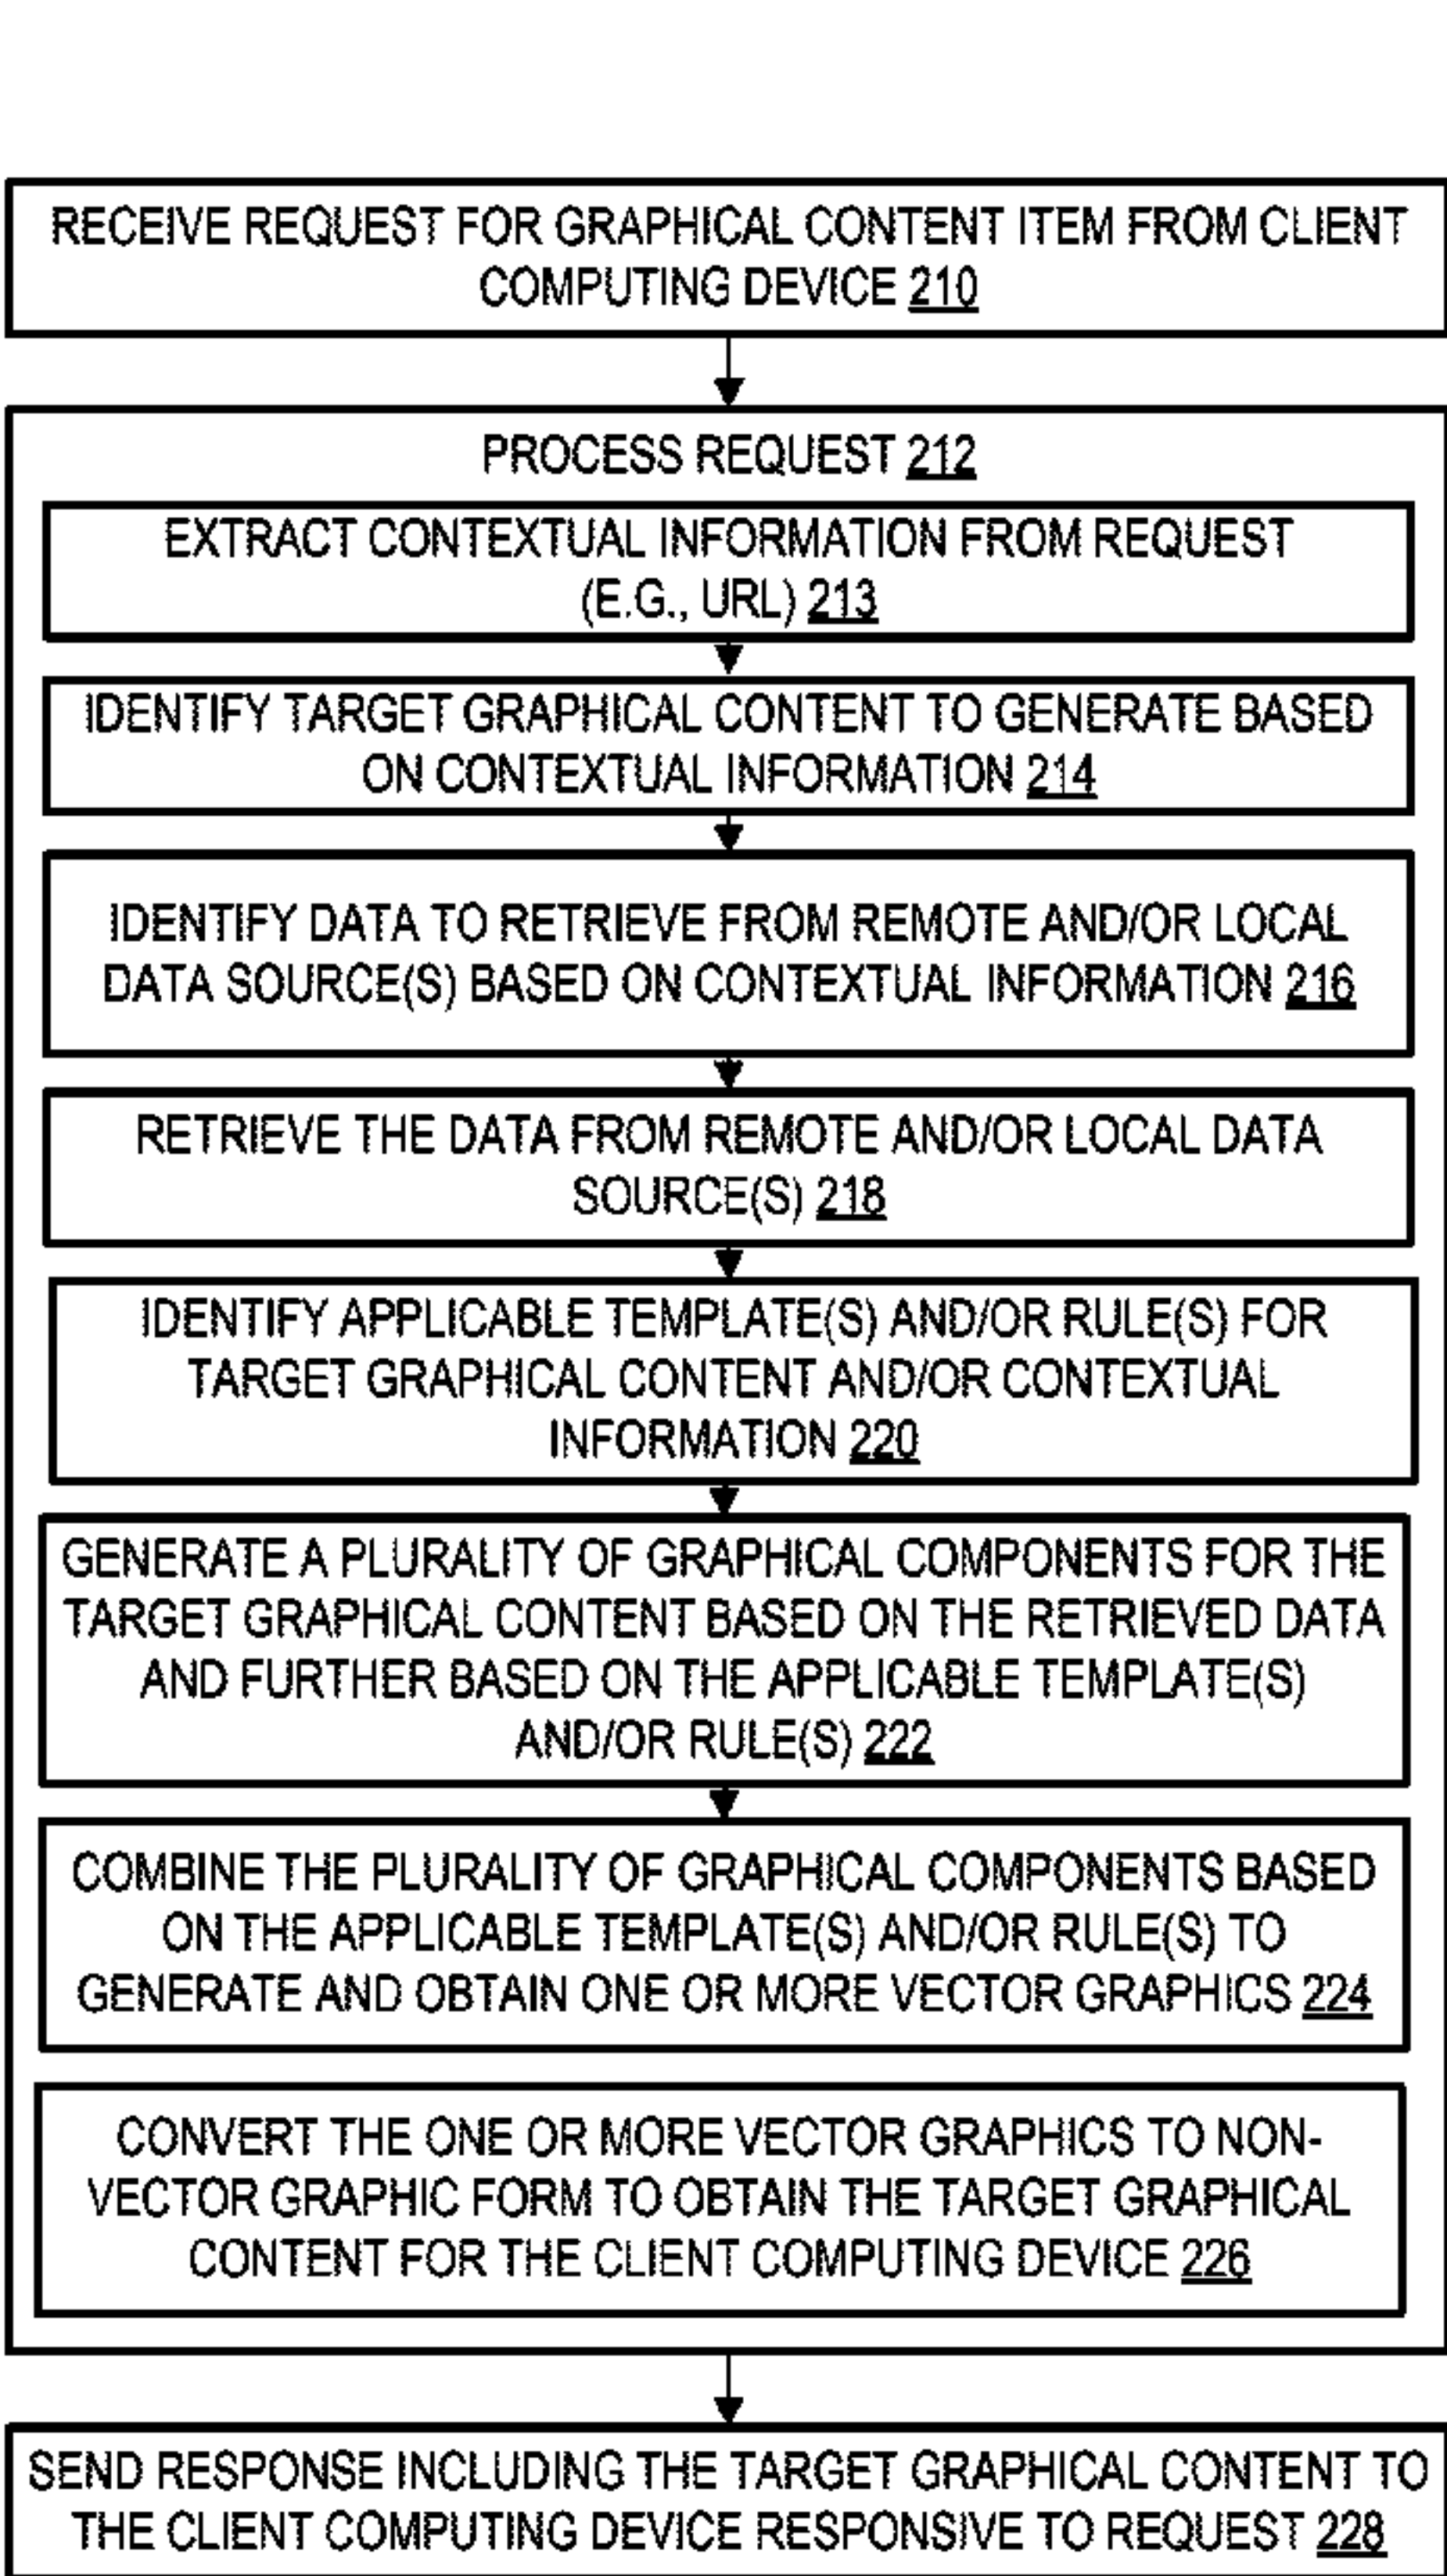 RECEIVE REQUEST FOR GRAPHICAL CONTENT ITEM FROM CLIENT
COMPUTING DEVICE 210
PROCESS REQUEST 212
EXTRACT CONTEXTUAL INFORMATION FROM REQUEST
(E.G., URL) 213
IDENTIFY TARGET GRAPHICAL CONTENT TO GENERATE BASED
ON CONTEXTUAL INFORMATION 214
IDENTIFY DATA TO RETRIEVE FROM REMOTE AND/OR LOCAL
DATA SOURCE(S) BASED ON CONTEXTUAL INFORMATION 216
RETRIEVE THE DATA FROM REMOTE AND/OR LOCAL DATA
SOURCE(S) 218
IDENTIFY APPLICABLE TEMPLATE(S) AND/OR RULE(S) FOR
TARGET GRAPHICAL CONTENT AND/OR CONTEXTUAL
INFORMATION 220
GENERATE A PLURALITY OF GRAPHICAL COMPONENTS FOR THE
TARGET GRAPHICAL CONTENT BASED ON THE RETRIEVED DATA
AND FURTHER BASED ON THE APPLICABLE TEMPLATE(S)
AND/OR RULE(S) 222
COMBINE THE PLURALITY OF GRAPHICAL COMPONENTS BASED
ON THE APPLICABLE TEMPLATE(S) AND/OR RULE(S) TO
GENERATE AND OBTAIN ONE OR MORE VECTOR GRAPHICS 224
CONVERT THE ONE OR MORE VECTOR GRAPHICS TO NON-
VECTOR GRAPHIC FORM TO OBTAIN THE TARGET GRAPHICAL
CONTENT FOR THE CLIENT COMPUTING DEVICE 226
SEND RESPONSE INCLUDING THE TARGET GRAPHICAL CONTENT TO
THE CLIENT COMPUTING DEVICE RESPONSIVE TO REQUEST 228